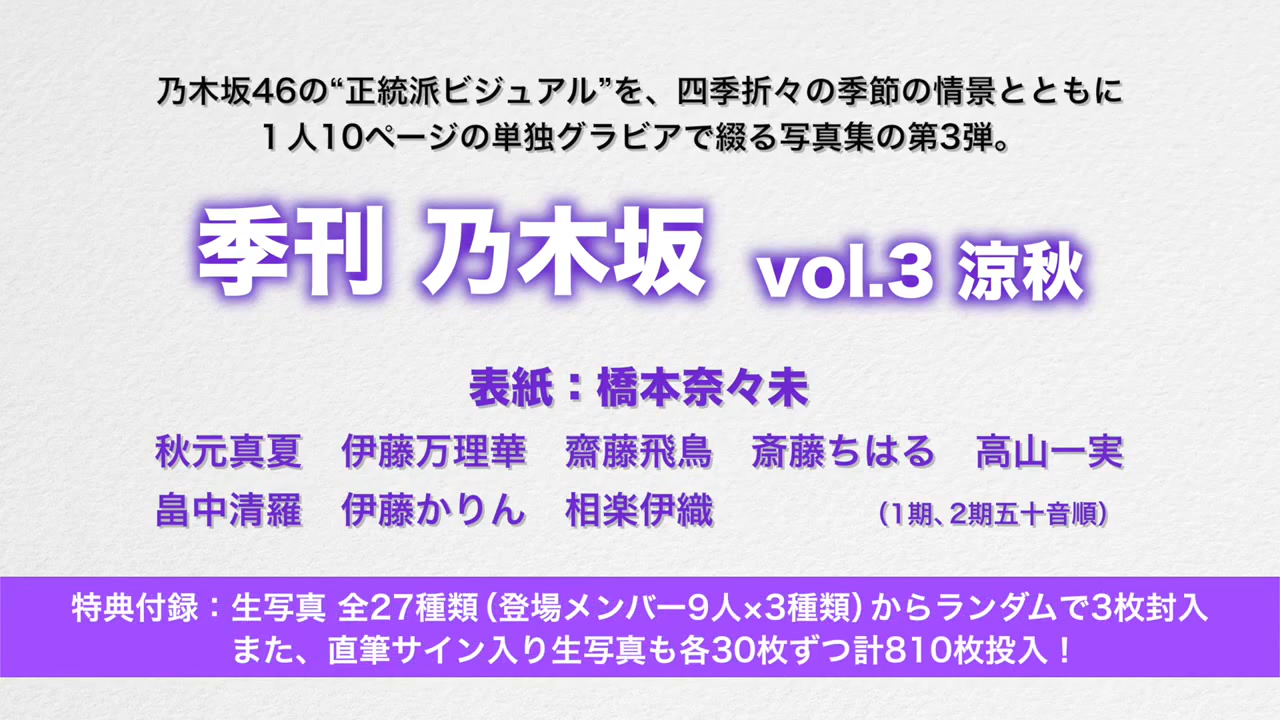 乃木坂46の“正統派ビジュアル”を、四季折々の季節の情景とともに
１人10ページの単独グラビアで綴る写真集の第3弾。
季刊 乃木坂 vol.3 涼秋
表紙：橋本奈々未
秋元真夏　伊藤万理華　齋藤飛鳥　斎藤ちはる　高山一実
畠中清羅　伊藤かりん　相楽伊織　（1期、2期五十音順）
特典付録：生写真 全27種類（登場メンバー9人×3種類）からランダムで3枚封入
また、直筆サイン入り生写真も各30枚ずつ計810枚投入！